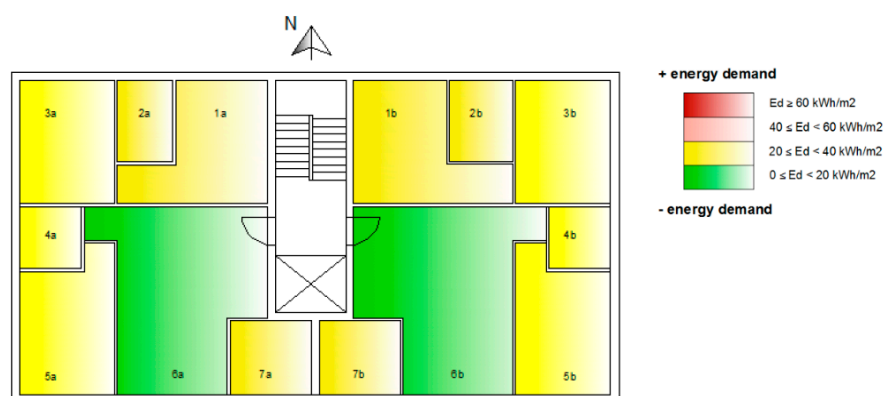 N
+ energy demand
Ed ≥ 60 kWh/m2
40 ≤ Ed < 60 kWh/m2
20 ≤ Ed < 40 kWh/m2
0 ≤ Ed < 20 kWh/m2
- energy demand
3a 2a 1a 1b 2b 3b
4a 4b
5a 6a 7a 7b 6b 5b